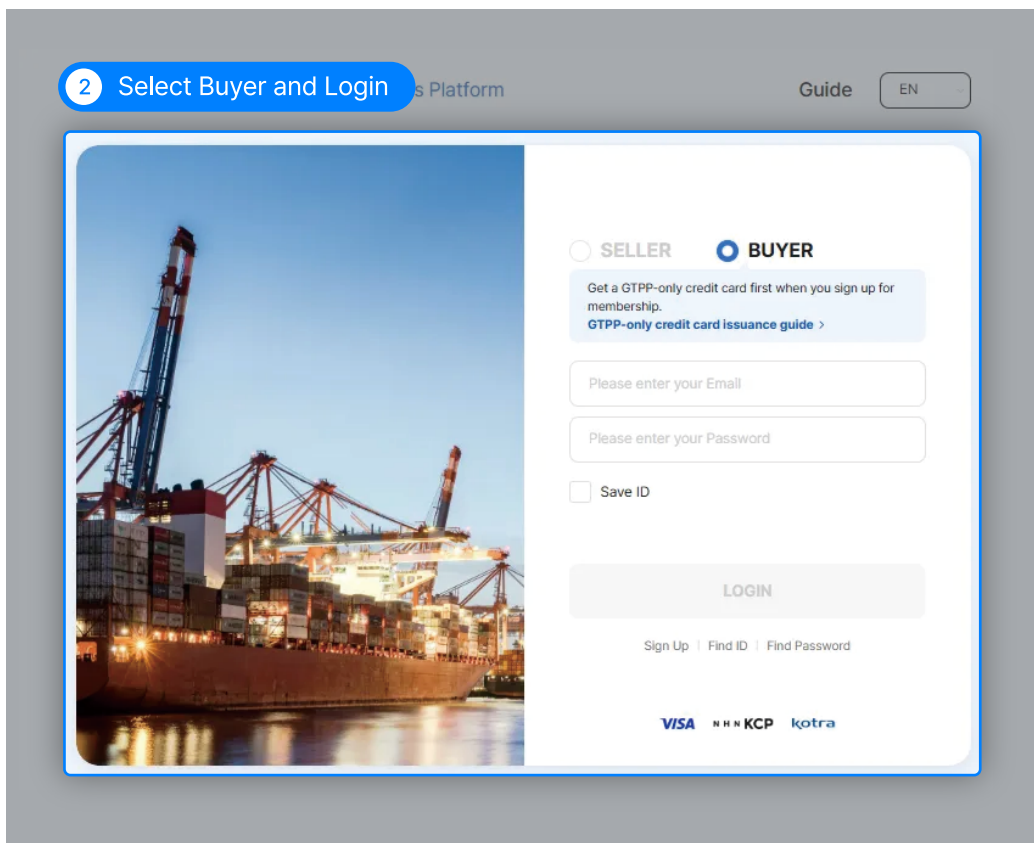 2 Select Buyer and Login
s Platform
Guide
EN
SELLER
BUYER
Get a GTPP-only credit card first when you sign up for
membership.
GTPP-only credit card issuance guide >
Please enter your Email
Please enter your Password
Save ID
LOGIN
Sign Up | Find ID | Find Password
VISA NHN KCP kotra